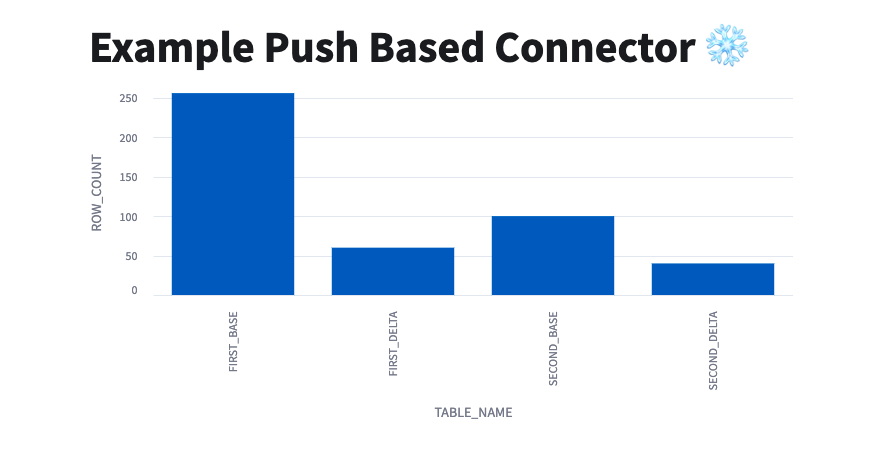 Example Push Based Connector ❄️
250
200
150
100
50
0
ROW_COUNT
FIRST_BASE
FIRST_DELTA
SECOND_BASE
SECOND_DELTA
TABLE_NAME